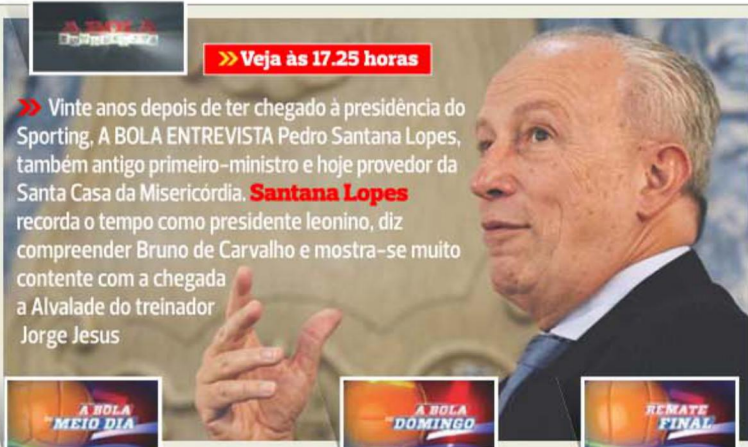 A BOLA
ENTREVISTA
>> Veja às 17.25 horas
>> Vinte anos depois de ter chegado à presidência do
Sporting, A BOLA ENTREVISTA Pedro Santana Lopes,
também antigo primeiro-ministro e hoje provedor da
Santa Casa da Misericórdia. Santana Lopes
recorda o tempo como presidente leonino, diz
compreender Bruno de Carvalho e mostra-se muito
contente com a chegada
a Alvalade do treinador
Jorge Jesus
A BOLA
MEIO DIA
A BOLA
DOMINGO
REMATE
FINAL